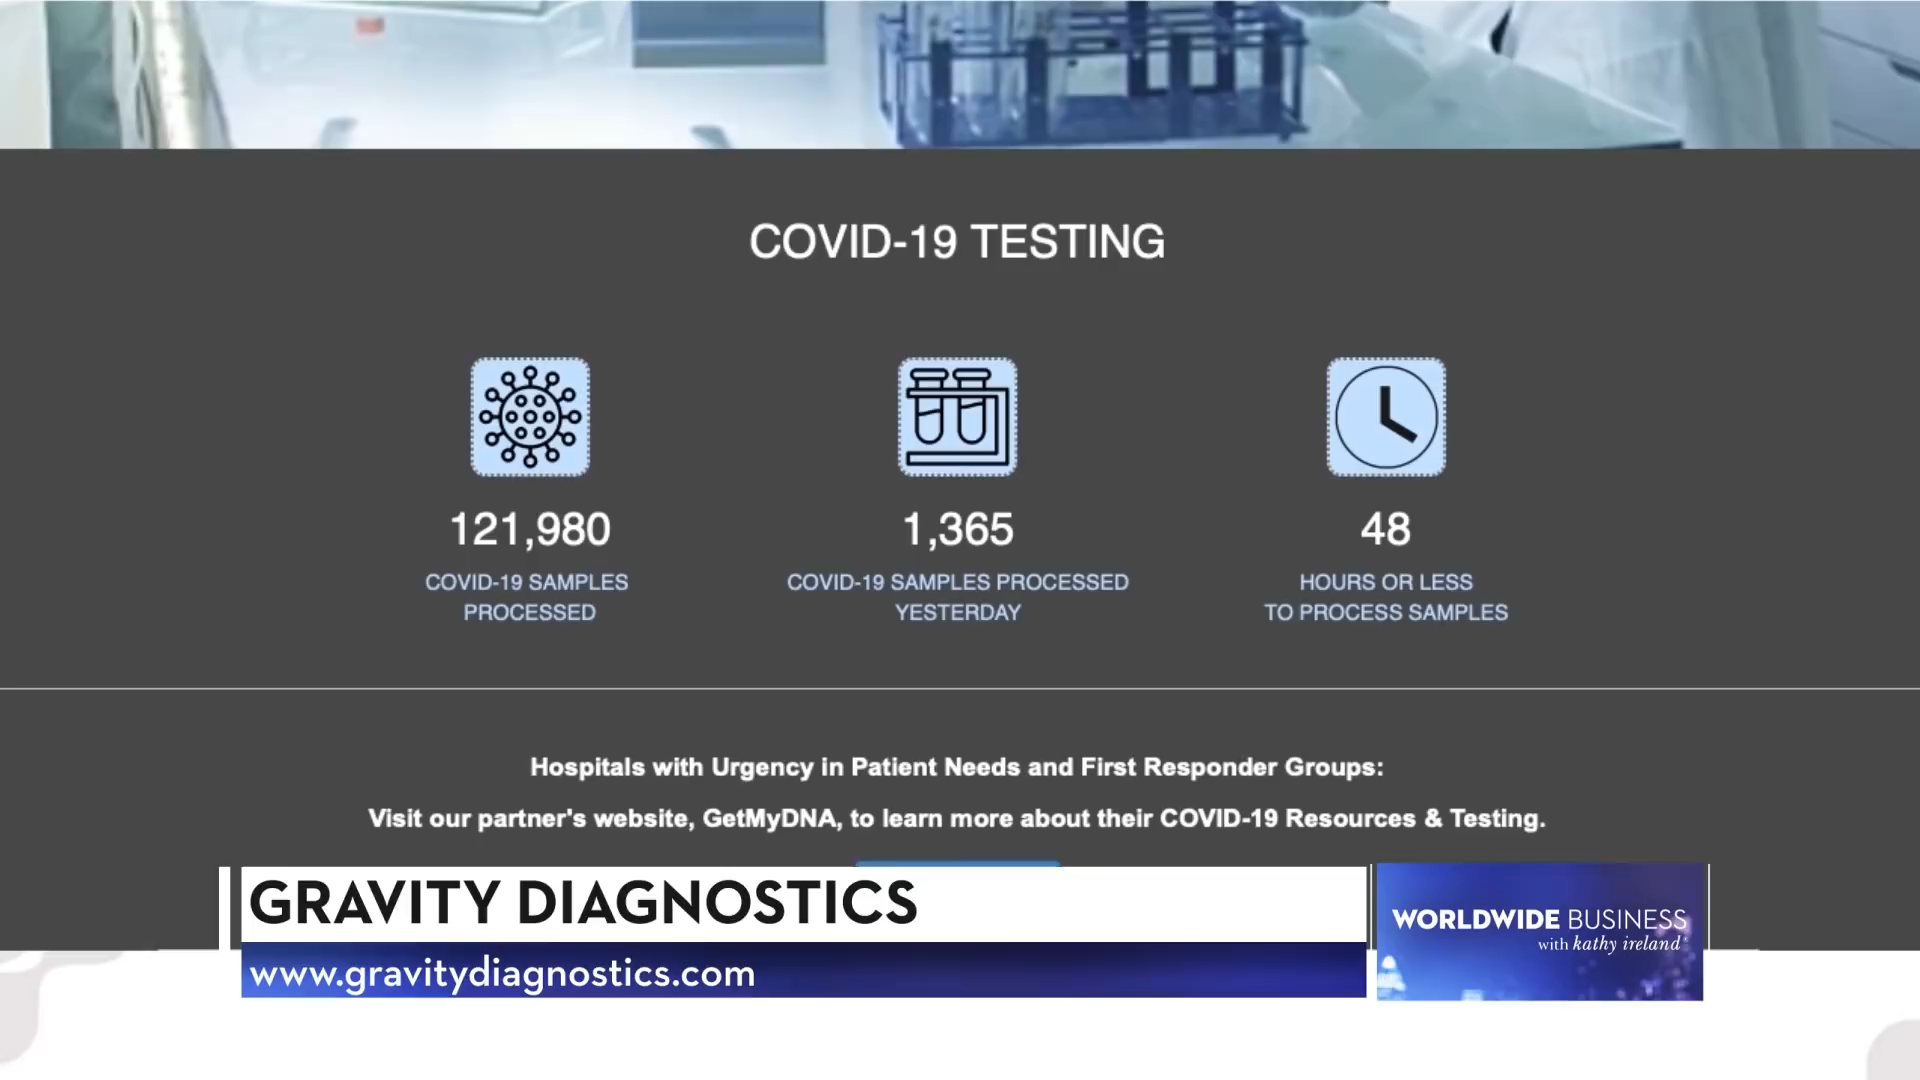 COVID-19 TESTING
121,980
COVID-19 SAMPLES
PROCESSED
1,365
COVID-19 SAMPLES PROCESSED
YESTERDAY
48
HOURS OR LESS
TO PROCESS SAMPLES
Hospitals with Urgency in Patient Needs and First Responder Groups:
Visit our partner's website, GetMyDNA, to learn more about their COVID-19 Resources & Testing.
GRAVITY DIAGNOSTICS
www.gravitydiagnostics.com
WORLDWIDE BUSINESS
with kathy ireland